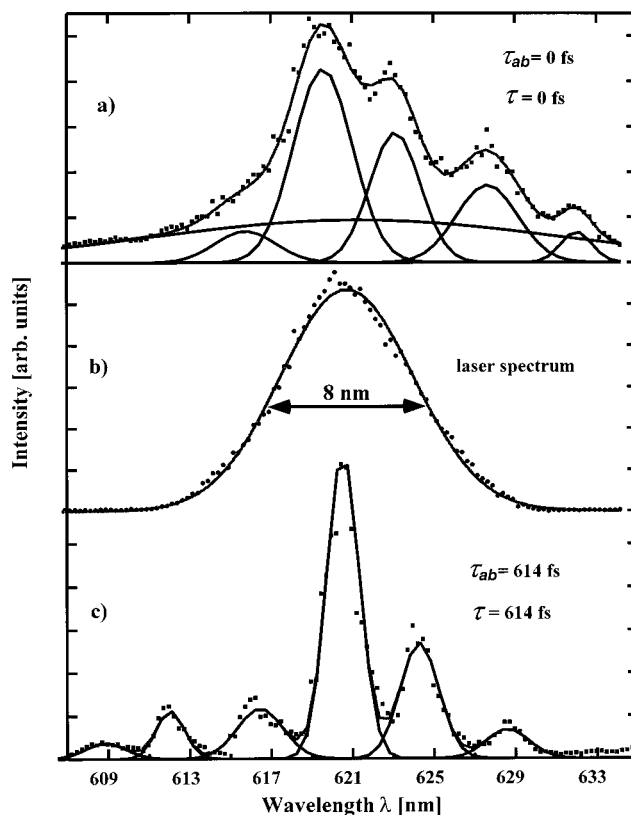 a)
τab = 0 fs
τ = 0 fs
b)
laser spectrum
8 nm
Intensity [arb. units]
c)
τab = 614 fs
τ = 614 fs
609 613 617 621 625 629 633
Wavelength λ [nm]